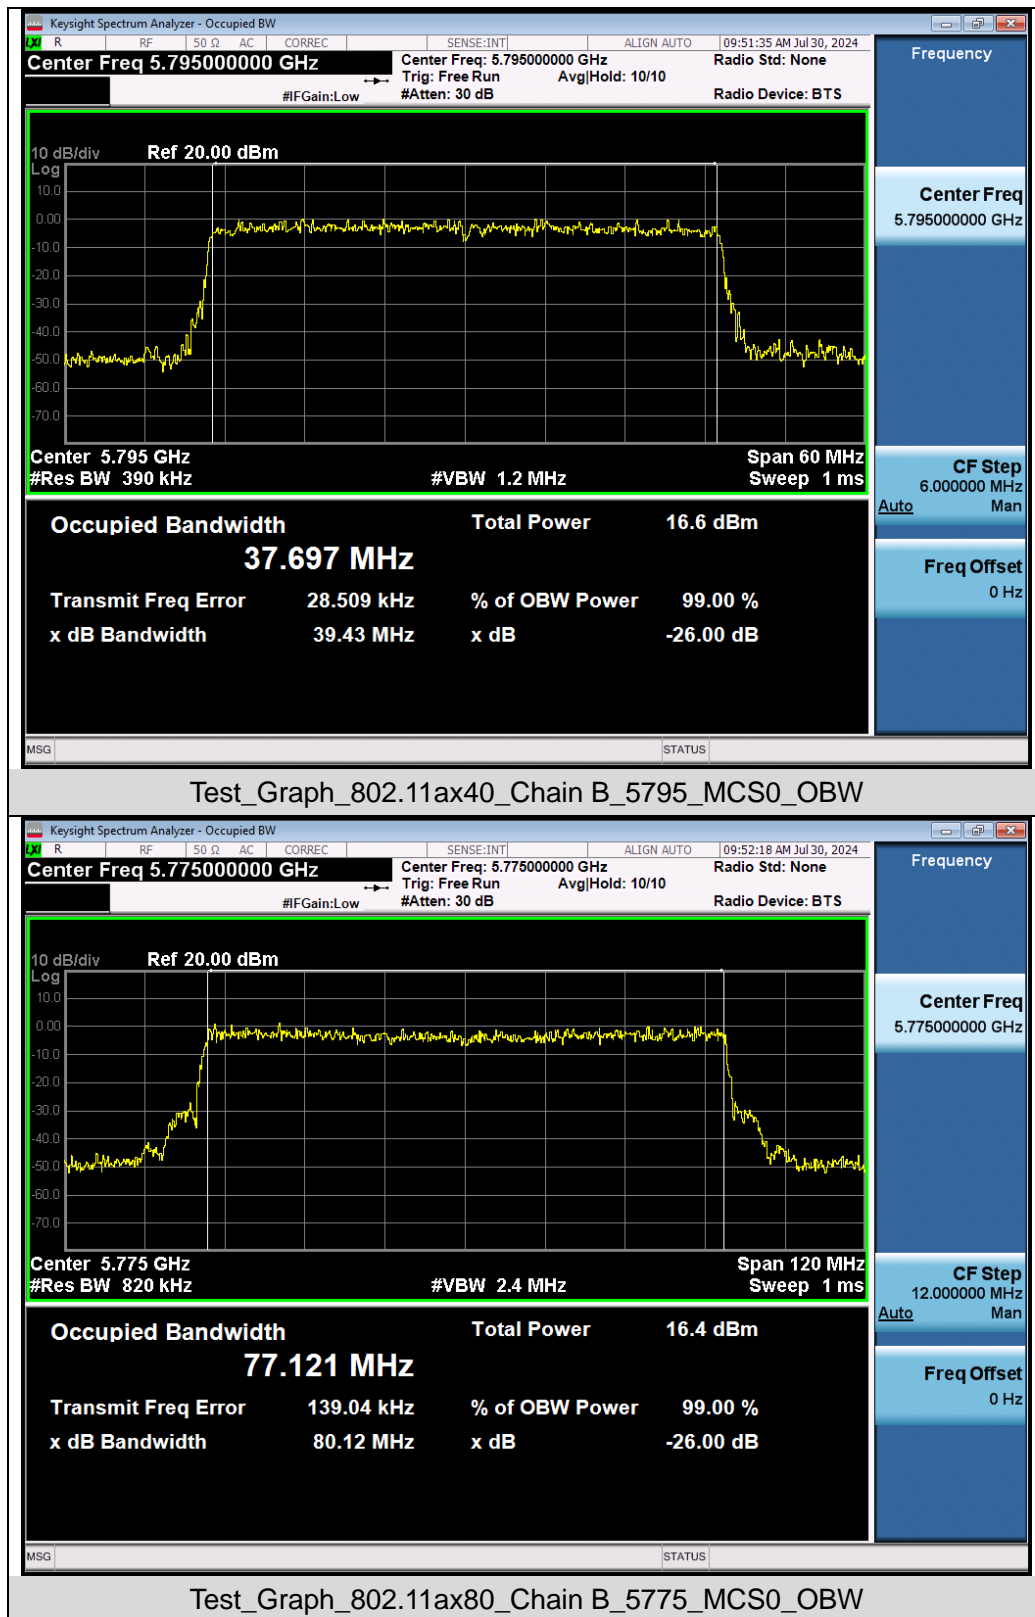 Keysight Spectrum Analyzer - Occupied BW
LXI R RF 50 Ω AC CORREC SENSE:INT ALIGN AUTO 09:51:35 AM Jul 30, 2024
Center Freq 5.795000000 GHz Center Freq: 5.795000000 GHz Radio Std: None Frequency
Trig: Free Run Avg|Hold: 10/10
#IFGain:Low #Atten: 30 dB Radio Device: BTS
10 dB/div Ref 20.00 dBm
Log
10.0
0.00
-10.0
-20.0
-30.0
-40.0
-50.0
-60.0
-70.0
Center 5.795 GHz Span 60 MHz
#Res BW 390 kHz #VBW 1.2 MHz Sweep 1 ms
Center Freq
5.795000000 GHz
CF Step
6.000000 MHz
Auto Man
Freq Offset
0 Hz
Occupied Bandwidth Total Power 16.6 dBm
37.697 MHz
Transmit Freq Error 28.509 kHz % of OBW Power 99.00 %
x dB Bandwidth 39.43 MHz x dB -26.00 dB
MSG STATUS
Test_Graph_802.11ax40_Chain B_5795_MCS0_OBW
Keysight Spectrum Analyzer - Occupied BW
LXI R RF 50 Ω AC CORREC SENSE:INT ALIGN AUTO 09:52:18 AM Jul 30, 2024
Center Freq 5.775000000 GHz Center Freq: 5.775000000 GHz Radio Std: None Frequency
Trig: Free Run Avg|Hold: 10/10
#IFGain:Low #Atten: 30 dB Radio Device: BTS
10 dB/div Ref 20.00 dBm
Log
10.0
0.00
-10.0
-20.0
-30.0
-40.0
-50.0
-60.0
-70.0
Center 5.775 GHz Span 120 MHz
#Res BW 820 kHz #VBW 2.4 MHz Sweep 1 ms
Center Freq
5.775000000 GHz
CF Step
12.000000 MHz
Auto Man
Freq Offset
0 Hz
Occupied Bandwidth Total Power 16.4 dBm
77.121 MHz
Transmit Freq Error 139.04 kHz % of OBW Power 99.00 %
x dB Bandwidth 80.12 MHz x dB -26.00 dB
MSG STATUS
Test_Graph_802.11ax80_Chain B_5775_MCS0_OBW